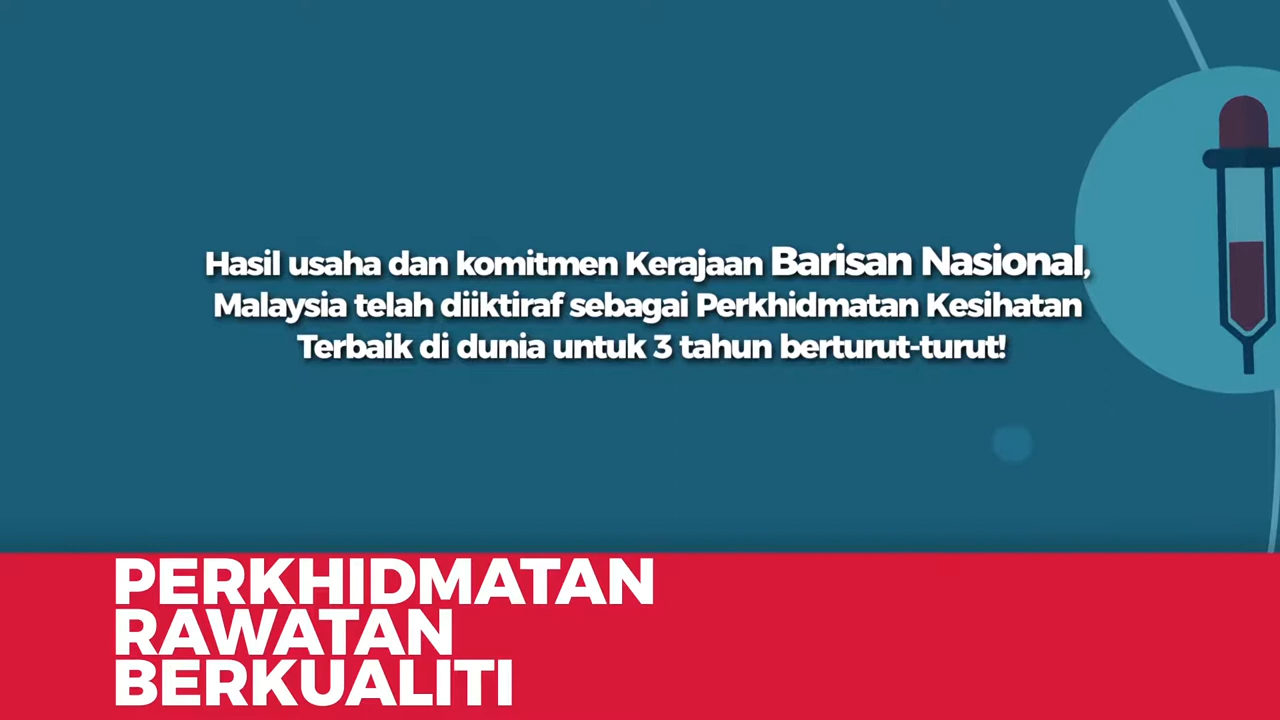 Hasil usaha dan komitmen Kerajaan Barisan Nasional,
Malaysia telah diiktiraf sebagai Perkhidmatan Kesihatan
Terbaik di dunia untuk 3 tahun berturut-turut!
PERKHIDMATAN
RAWATAN
BERKUALITI